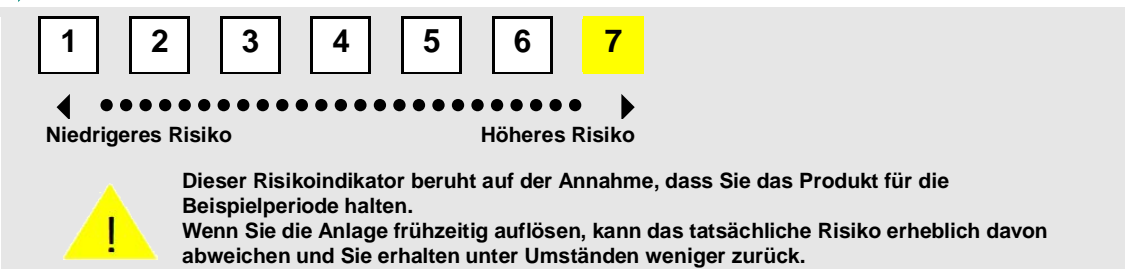 1 2 3 4 5 6 7
Niedrigeres Risiko Höheres Risiko
Dieser Risikoindikator beruht auf der Annahme, dass Sie das Produkt für die
Beispielperiode halten.
Wenn Sie die Anlage frühzeitig auflösen, kann das tatsächliche Risiko erheblich davon
abweichen und Sie erhalten unter Umständen weniger zurück.
!